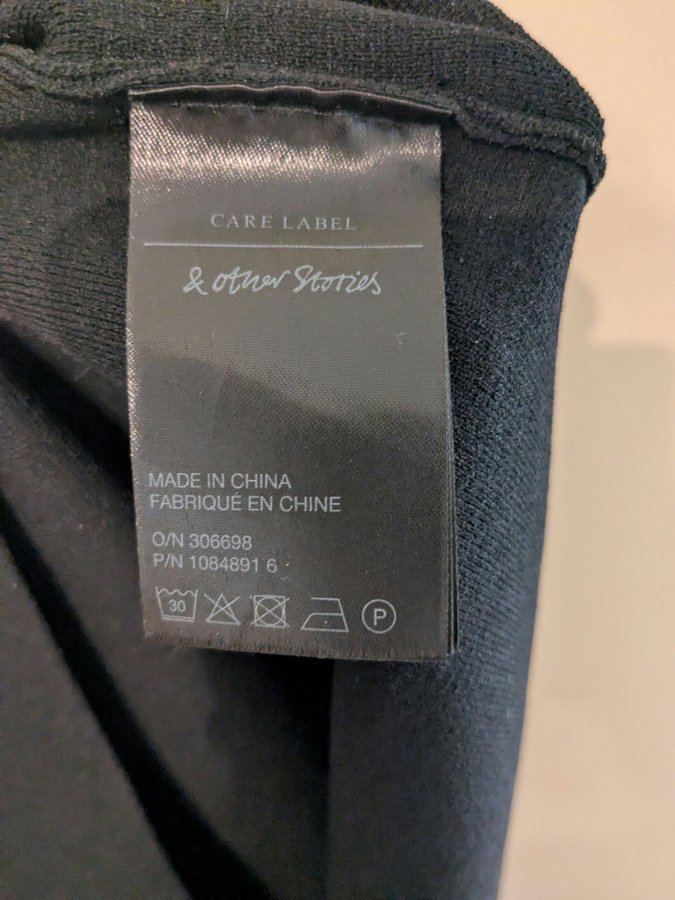 CARE LABEL
& other Stories
MADE IN CHINA
FABRIQUÉ EN CHINE
O/N 306698
P/N 1084891 6
30
P